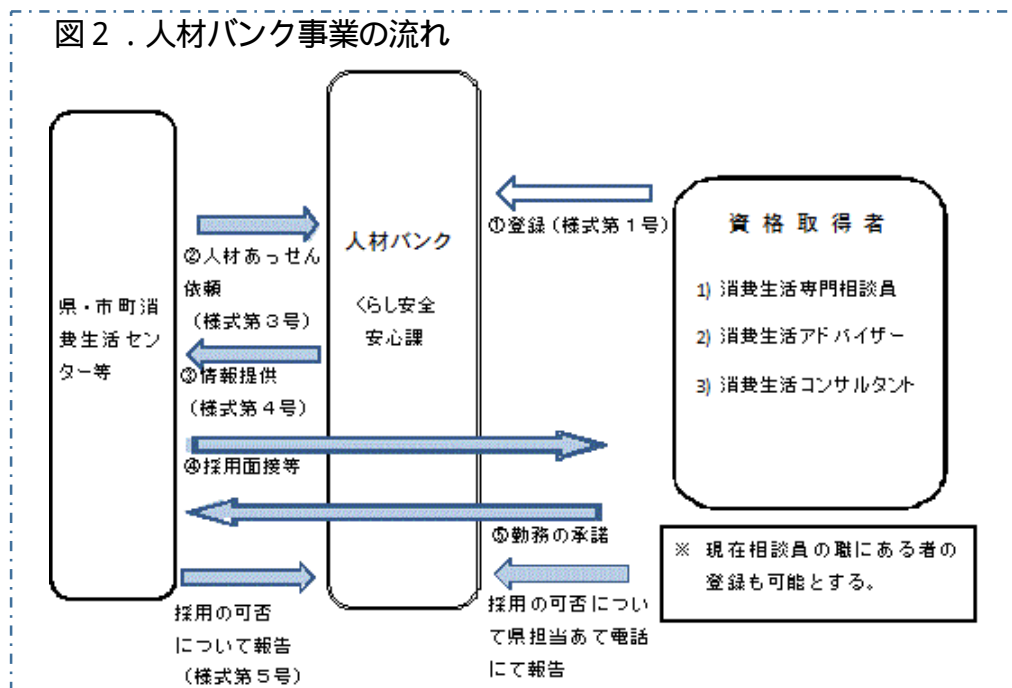 図２．人材バンク事業の流れ
県・市町消
費生活セン
ター等
②人材あっせん
依頼
（様式第３号）
③情報提供
（様式第４号）
④採用面接等
採用の可否
について報告
（様式第５号）
人材バンク
くらし安全
安心課
①登録（様式第１号）
⑤勤務の承諾
採用の可否につい
て県担当あて電話
にて報告
資格取得者
1) 消費生活専門相談員
2) 消費生活アドバイザー
3) 消費生活コンサルタント
※ 現在相談員の職にある者の
登録も可能とする。